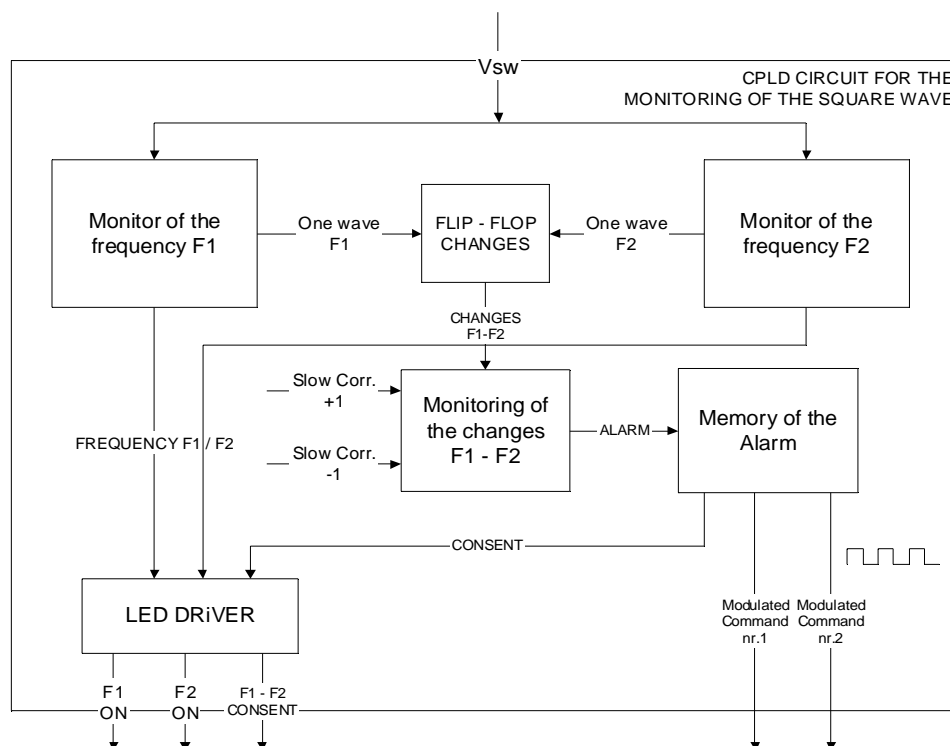 Vsw
CPLD CIRCUIT FOR THE
MONITORING OF THE SQUARE WAVE
Monitor of the
frequency F1
One wave
F1
FLIP - FLOP
CHANGES
One wave
F2
Monitor of the
frequency F2
CHANGES
F1-F2
Slow Corr.
+1
Slow Corr.
-1
Monitoring of
the changes
F1 - F2
ALARM
Memory of the
Alarm
FREQUENCY F1 / F2
CONSENT
LED DRiVER
Modulated
Command
nr.1
Modulated
Command
nr.2
F1
ON
F2
ON
F1 - F2
CONSENT